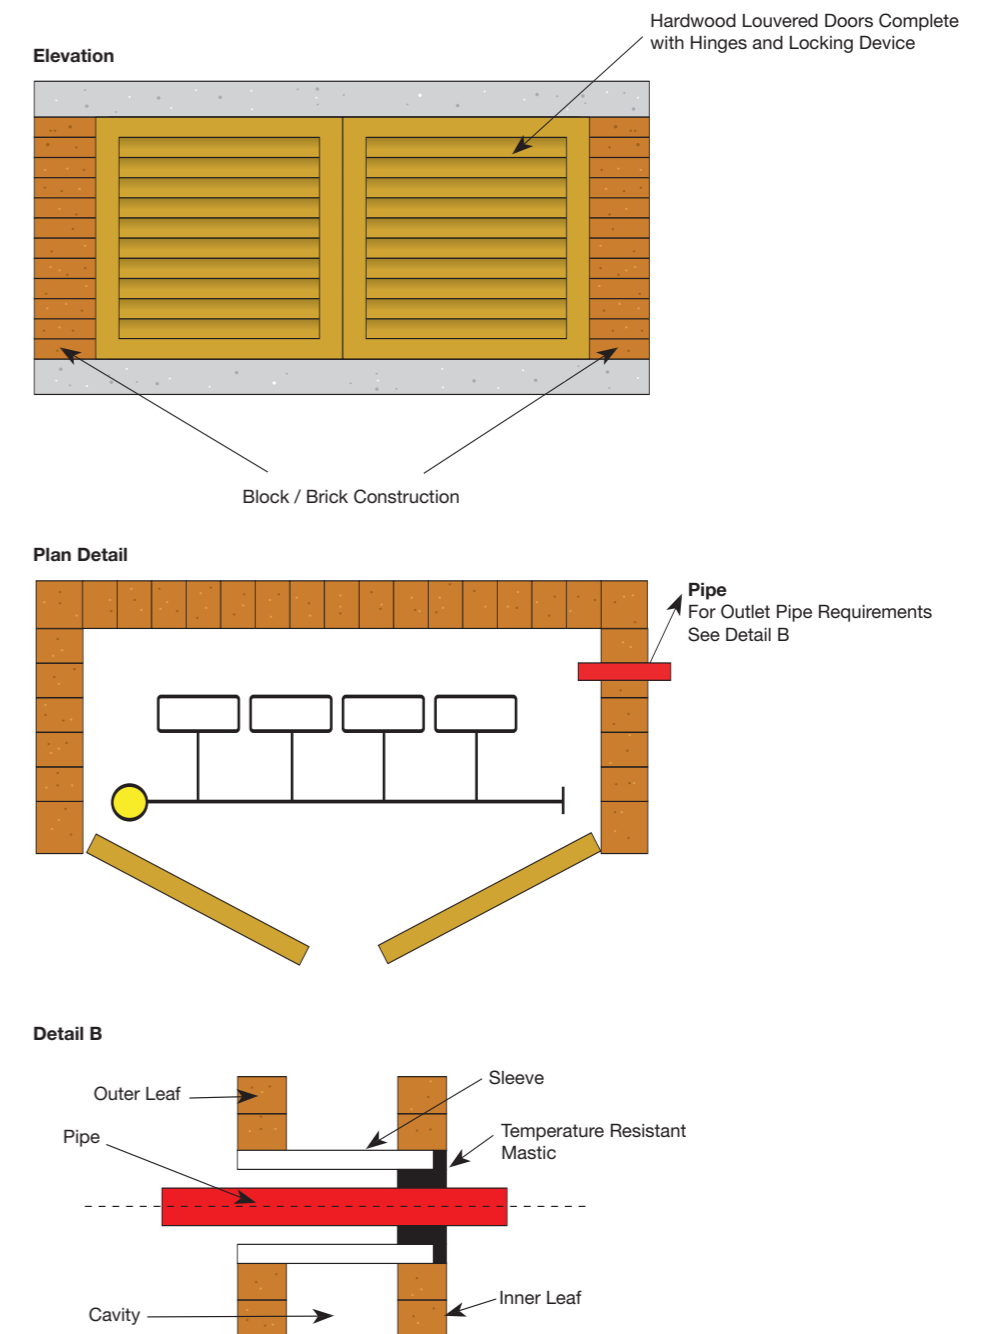 Hardwood Louvered Doors Complete
with Hinges and Locking Device
Elevation
Block / Brick Construction
Plan Detail
Pipe
For Outlet Pipe Requirements
See Detail B
Detail B
Sleeve
Outer Leaf
Temperature Resistant
Mastic
Pipe
Inner Leaf
Cavity